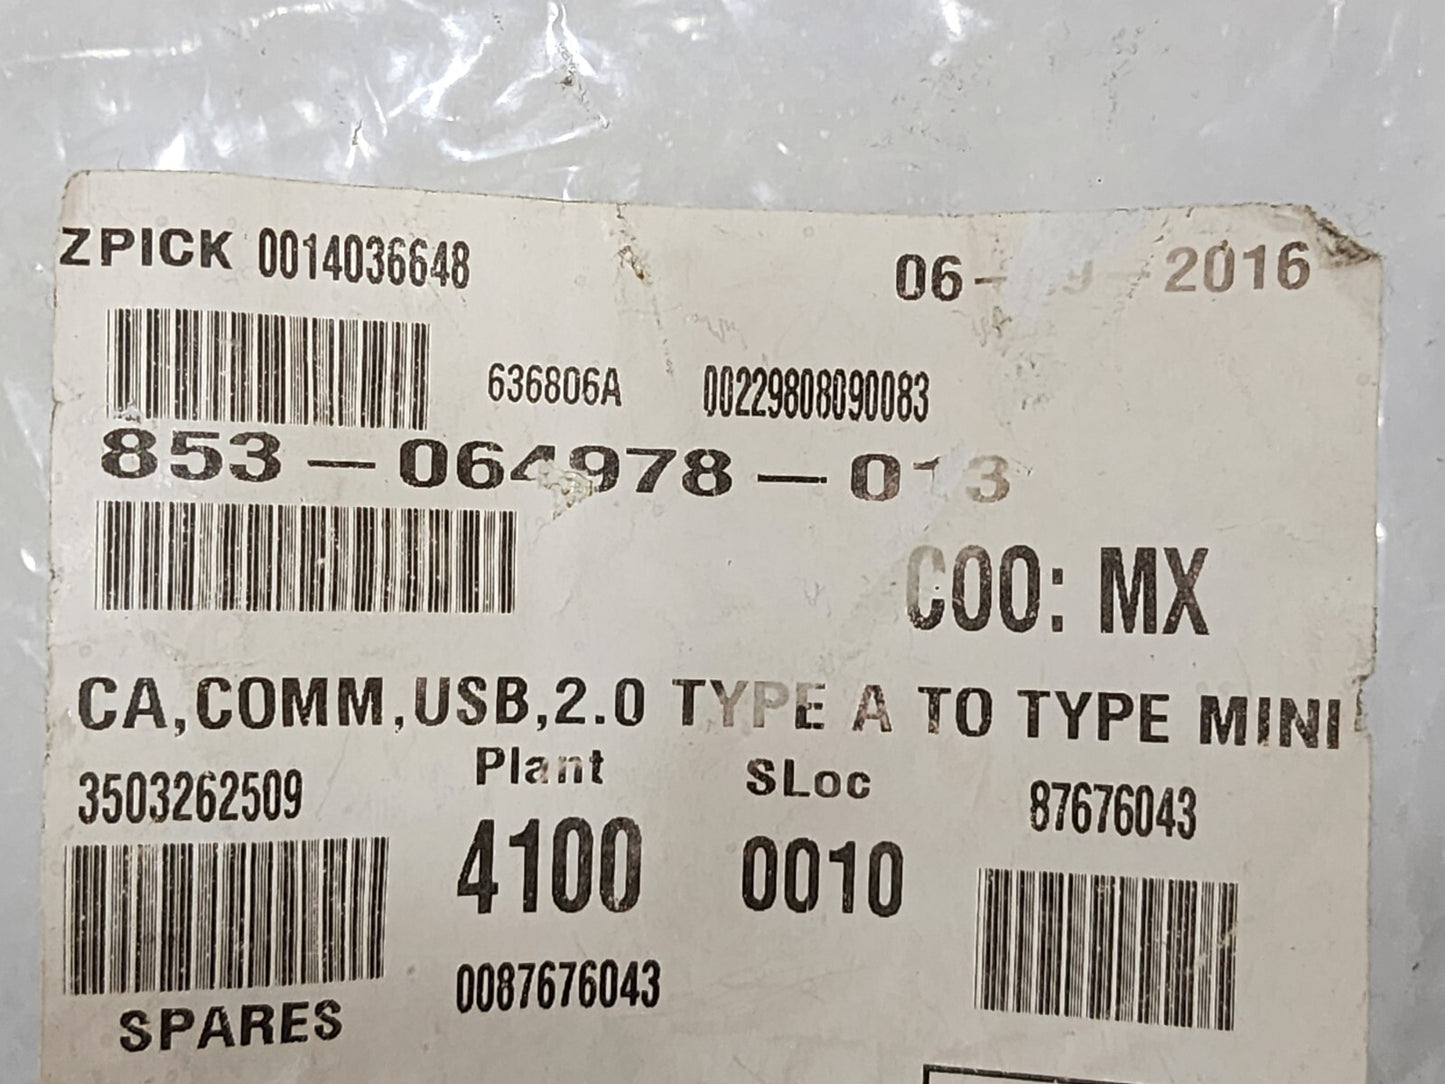 ZPICK 0014036648
06- 9-2016
636806A 00229808090083
853-064978-013
COO: MX
CA,COMM,USB,2.0 TYPE A TO TYPE MINI
Plant SLoc
3503262509 87676043
4100 0010
0087676043
SPARES